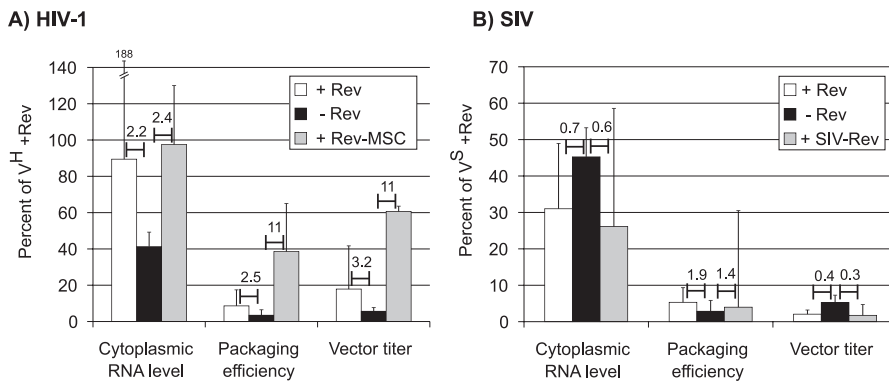 A) HIV-1
188
140
120
100
80
60
40
20
0
Percent of V^H +Rev
+ Rev
- Rev
+ Rev-MSC
2.2
2.4
2.5
11
3.2
11
Cytoplasmic
RNA level
Packaging
efficiency
Vector titer
B) SIV
70
60
50
40
30
20
10
0
Percent of V^S +Rev
+ Rev
- Rev
+ SIV-Rev
0.7
0.6
1.9
1.4
0.4
0.3
Cytoplasmic
RNA level
Packaging
efficiency
Vector titer